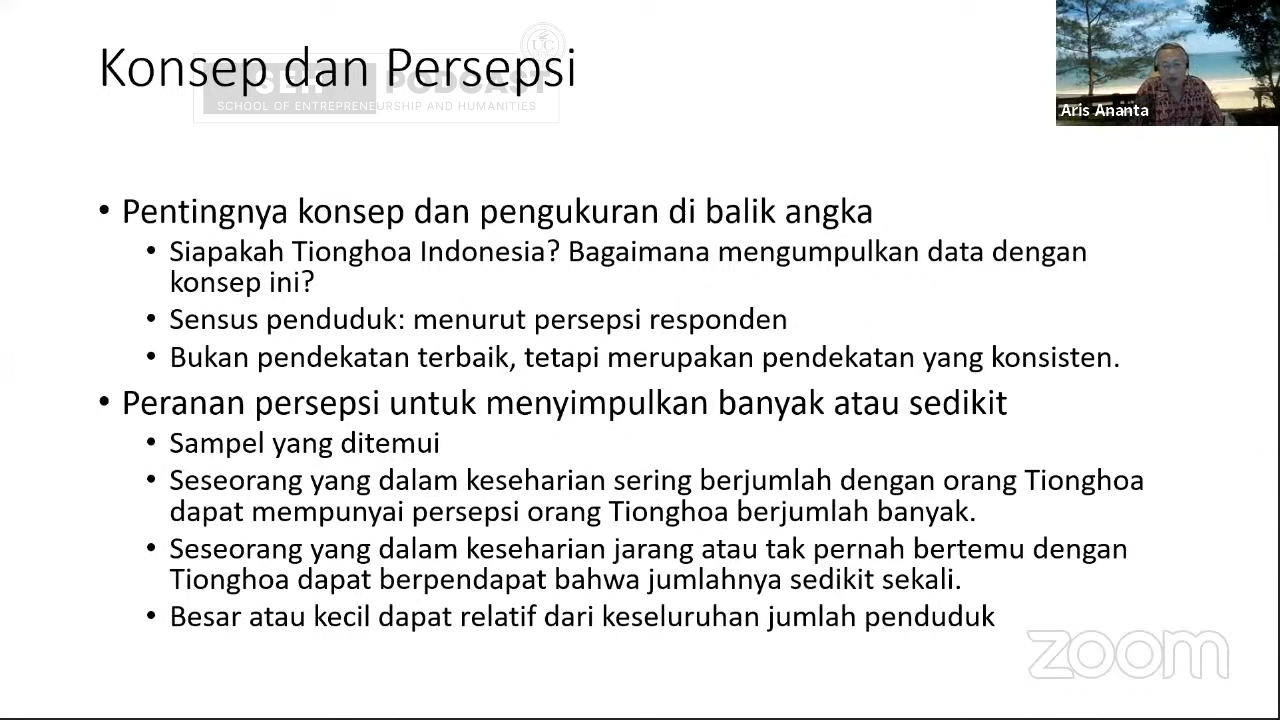 Konsep dan Persepsi
PODCAST
SCHOOL OF ENTREPRENEURSHIP AND HUMANITIES
UC
Aris Ananta
• Pentingnya konsep dan pengukuran di balik angka
• Siapakah Tionghoa Indonesia? Bagaimana mengumpulkan data dengan
konsep ini?
• Sensus penduduk: menurut persepsi responden
• Bukan pendekatan terbaik, tetapi merupakan pendekatan yang konsisten.
• Peranan persepsi untuk menyimpulkan banyak atau sedikit
• Sampel yang ditemui
• Seseorang yang dalam keseharian sering berjumlah dengan orang Tionghoa
dapat mempunyai persepsi orang Tionghoa berjumlah banyak.
• Seseorang yang dalam keseharian jarang atau tak pernah bertemu dengan
Tionghoa dapat berpendapat bahwa jumlahnya sedikit sekali.
• Besar atau kecil dapat relatif dari keseluruhan jumlah penduduk
zoom